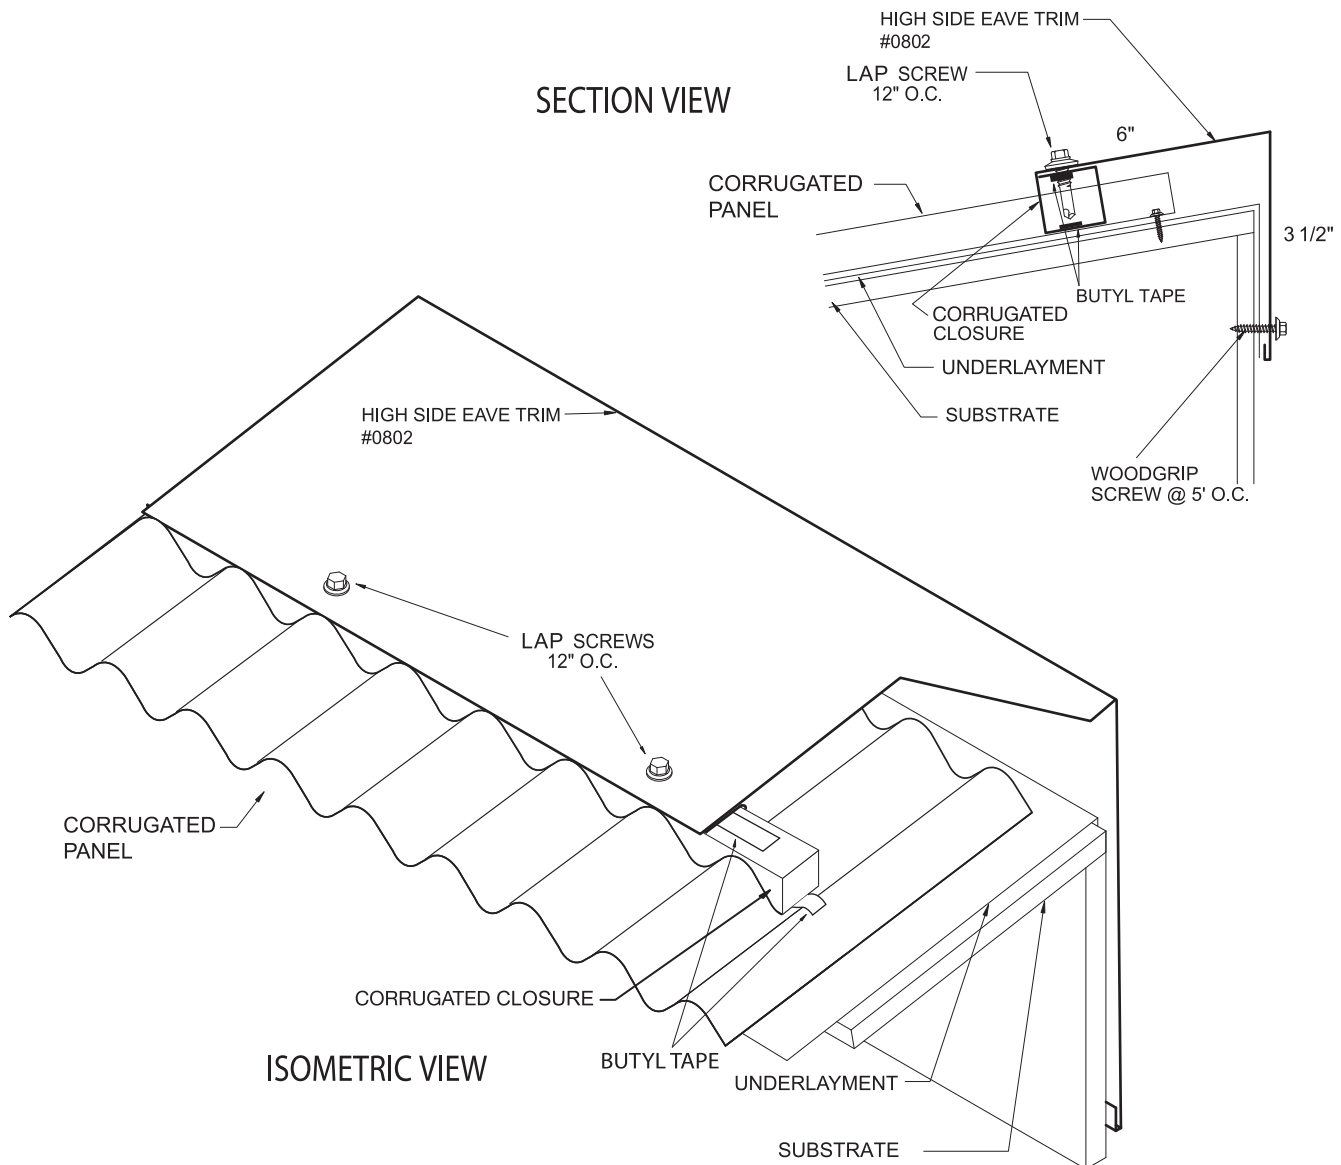 HIGH SIDE EAVE TRIM
#0802
LAP SCREW
12" O.C.
SECTION VIEW
6"
CORRUGATED
PANEL
3 1/2"
BUTYL TAPE
CORRUGATED
CLOSURE
UNDERLAYMENT
SUBSTRATE
WOODGRIP
SCREW @ 5' O.C.
HIGH SIDE EAVE TRIM
#0802
LAP SCREWS
12" O.C.
CORRUGATED
PANEL
CORRUGATED CLOSURE
BUTYL TAPE
ISOMETRIC VIEW
UNDERLAYMENT
SUBSTRATE